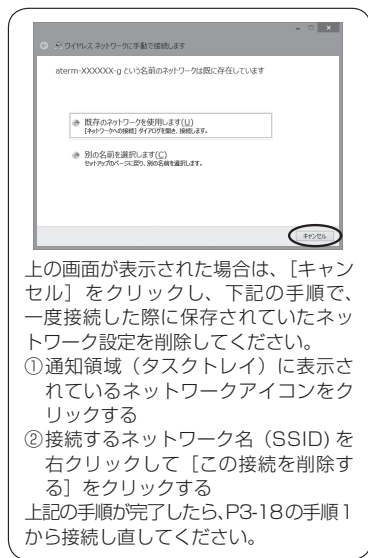 ワイヤレス ネットワークに手動で接続します
aterm-XXXXXX-g という名前のネットワークは既に存在しています
既存のネットワークを使用します(U)
[ネットワークへの接続] ダイアログを開き、接続します。
別の名前を選択します(C)
セットアップのページに戻り、別の名前を選択します。
キャンセル
上の画面が表示された場合は、［キャン
セル］をクリックし、下記の手順で、
一度接続した際に保存されていたネッ
トワーク設定を削除してください。
①通知領域（タスクトレイ）に表示さ
れているネットワークアイコンをク
リックする
②接続するネットワーク名（SSID）を
右クリックして［この接続を削除す
る］をクリックする
上記の手順が完了したら、P3-18の手順1
から接続し直してください。